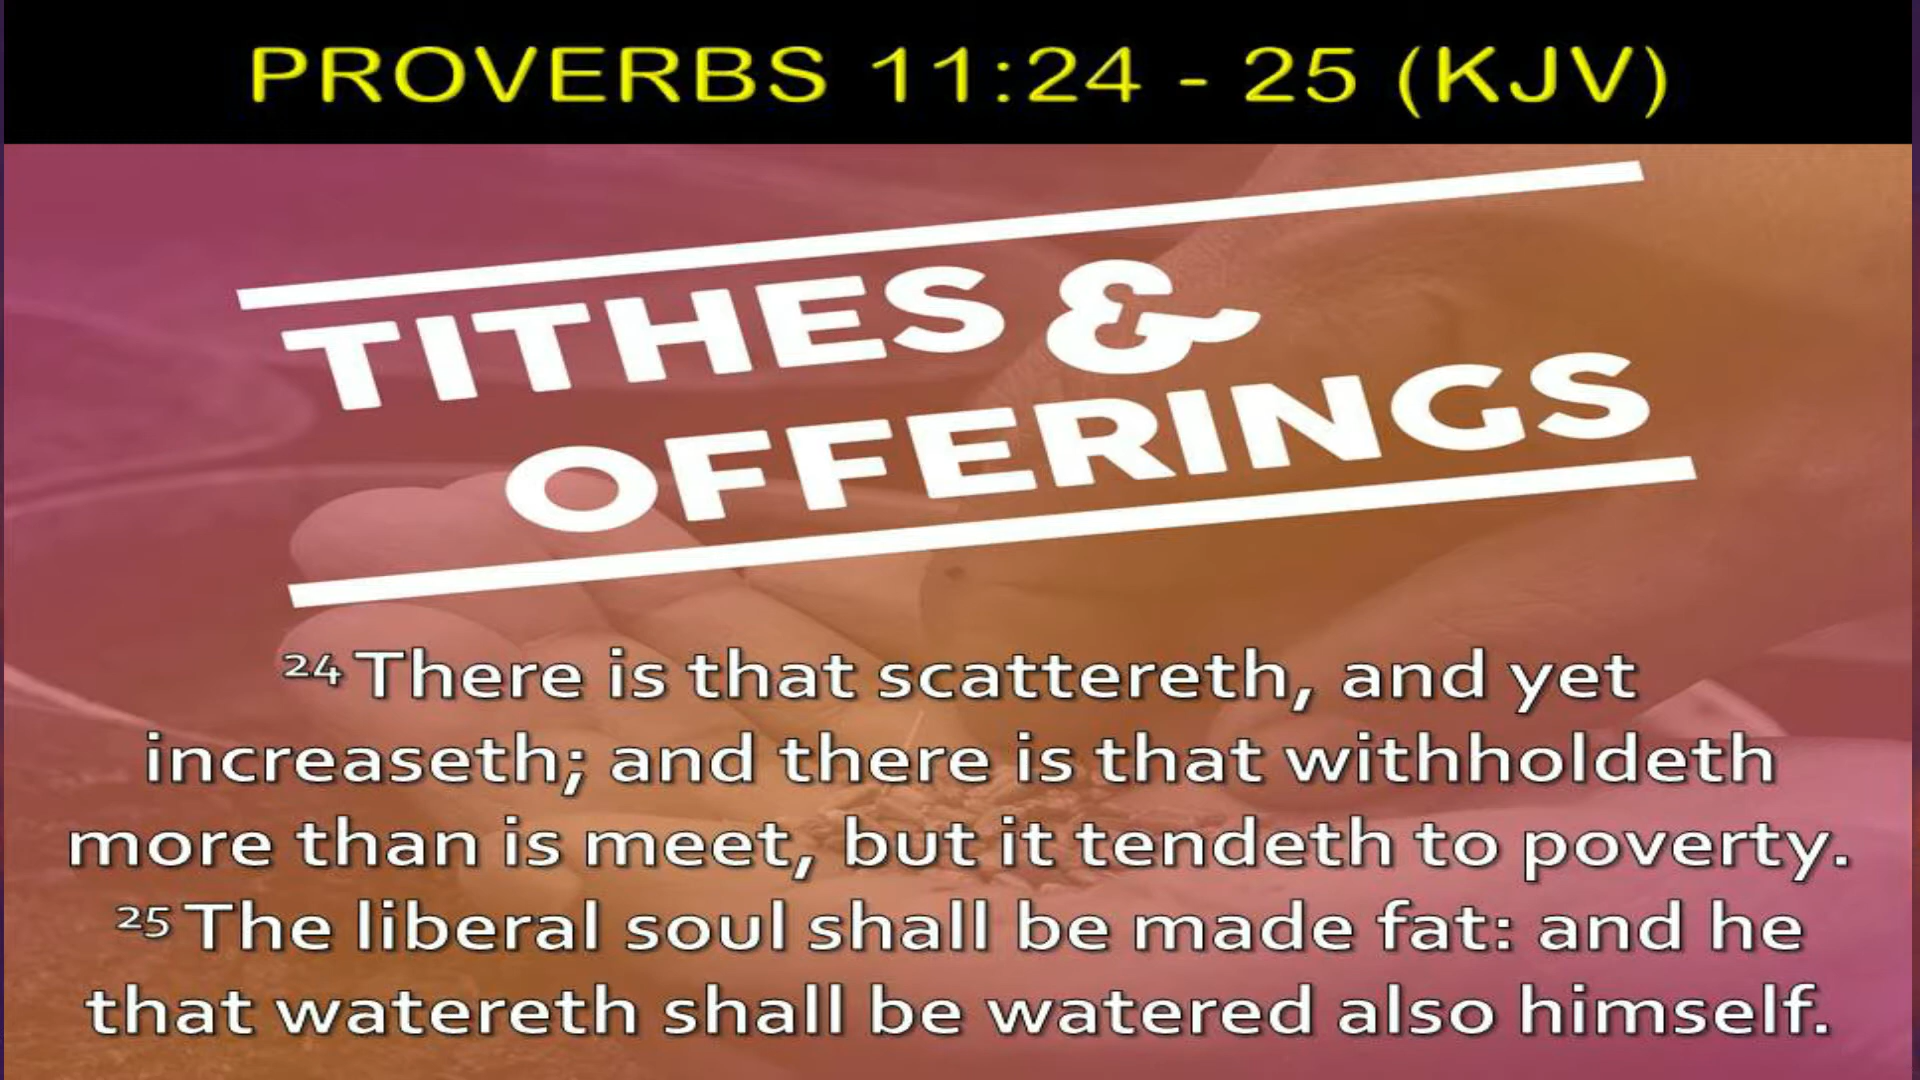 PROVERBS 11:24 - 25 (KJV)
TITHES &
OFFERINGS
24 There is that scattereth, and yet
increaseth; and there is that withholdeth
more than is meet, but it tendeth to poverty.
25 The liberal soul shall be made fat: and he
that watereth shall be watered also himself.